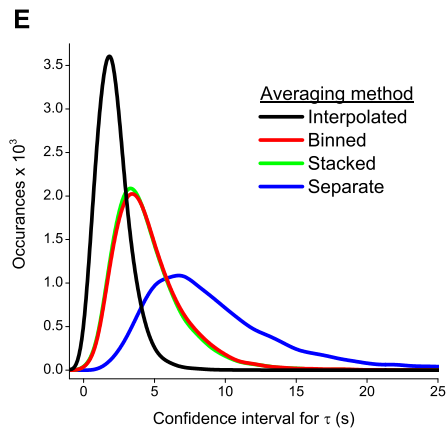 E
Averaging method
Interpolated
Binned
Stacked
Separate
Occurances x 10³
3.5
3.0
2.5
2.0
1.5
1.0
0.5
0.0
0 5 10 15 20 25
Confidence interval for τ (s)